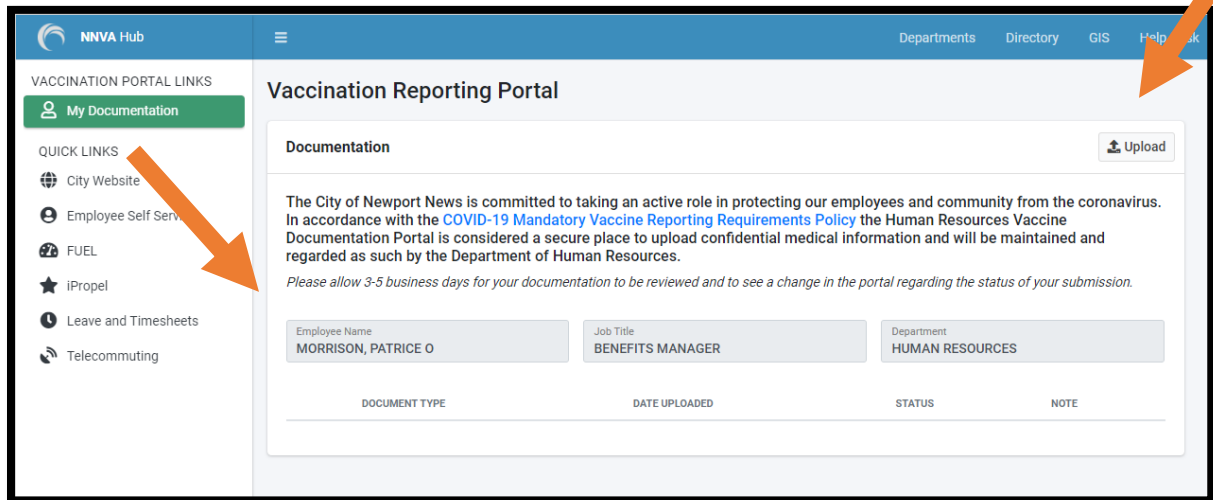 NNVA Hub
Departments Directory GIS Help
VACCINATION PORTAL LINKS
My Documentation
QUICK LINKS
City Website
Employee Self
FUEL
iPropel
Leave and Timesheets
Telecommuting
Vaccination Reporting Portal
Documentation
Upload
The City of Newport News is committed to taking an active role in protecting our employees and community from the coronavirus.
In accordance with the COVID-19 Mandatory Vaccine Reporting Requirements Policy the Human Resources Vaccine
Documentation Portal is considered a secure place to upload confidential medical information and will be maintained and
regarded as such by the Department of Human Resources.
Please allow 3-5 business days for your documentation to be reviewed and to see a change in the portal regarding the status of your submission.
Employee Name
MORRISON, PATRICE O
Job Title
BENEFITS MANAGER
Department
HUMAN RESOURCES
DOCUMENT TYPE DATE UPLOADED STATUS NOTE